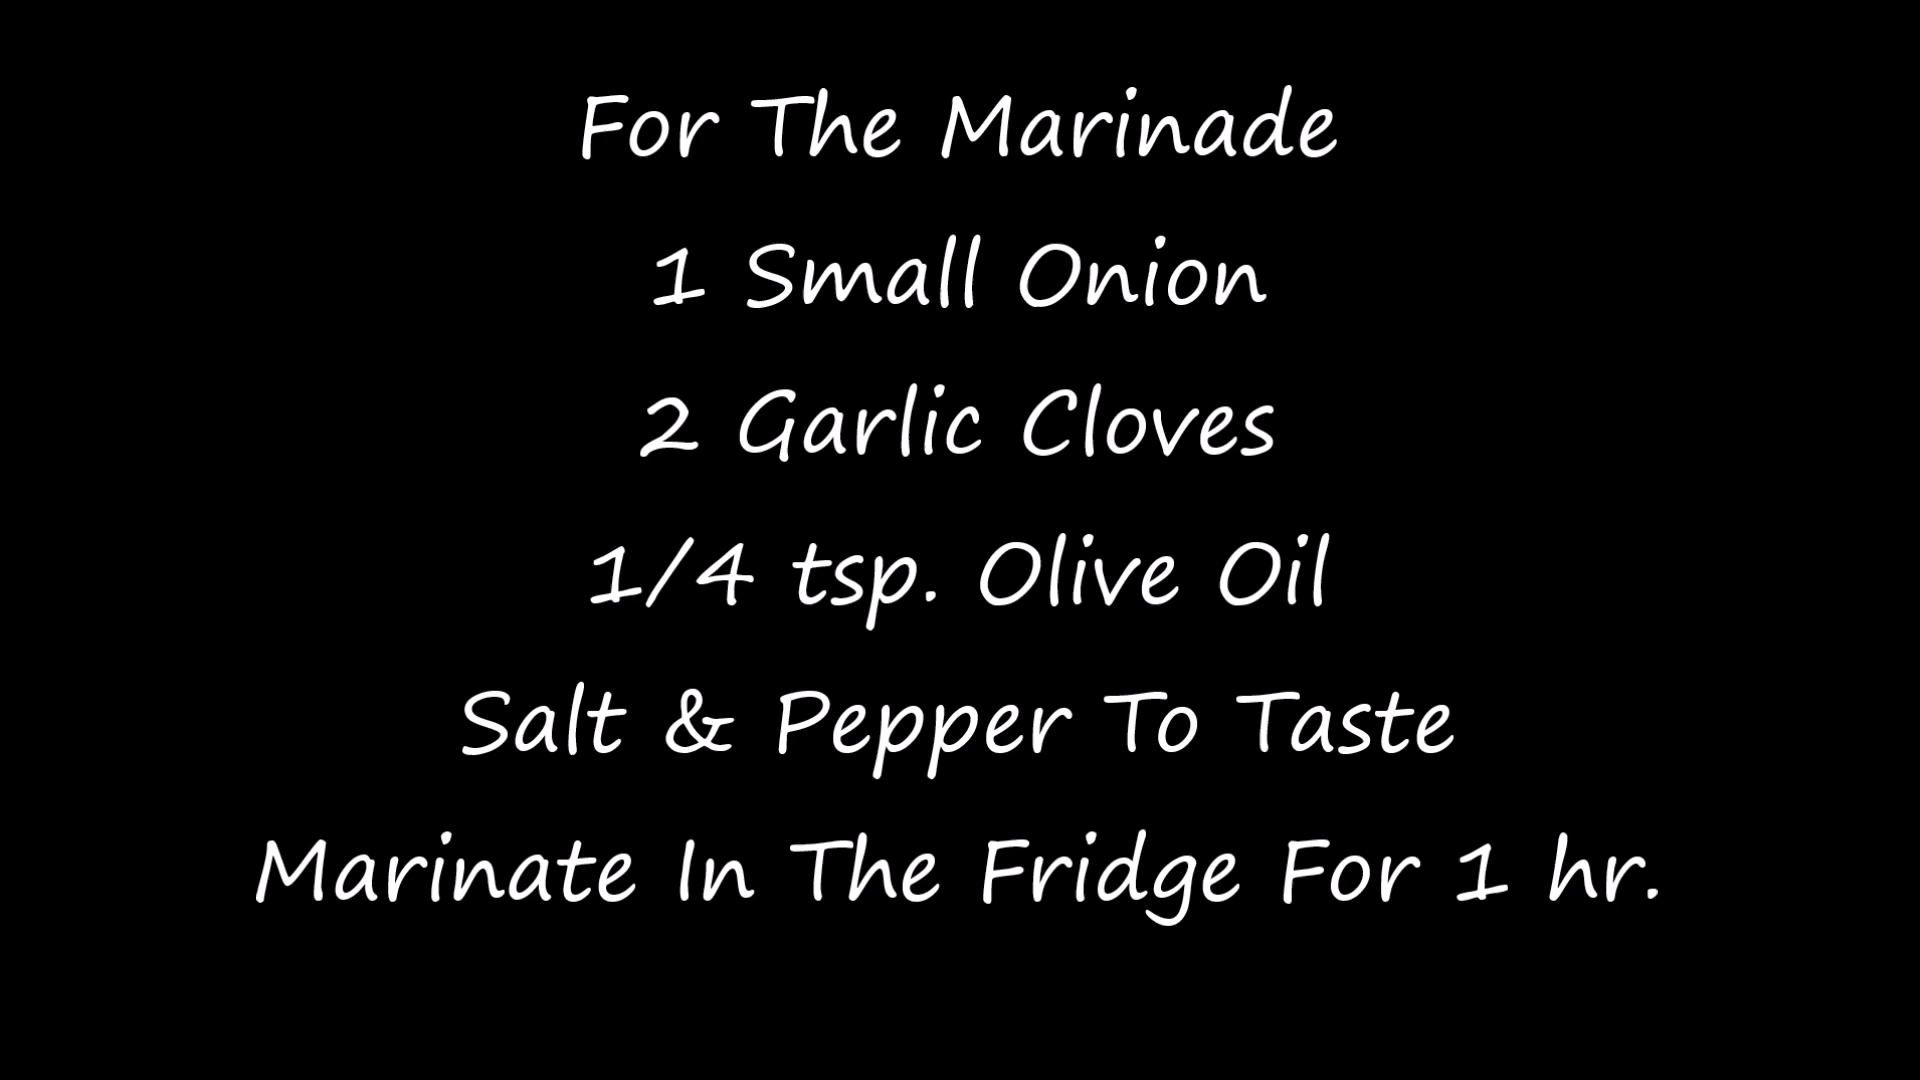 For The Marinade
1 Small Onion
2 Garlic Cloves
1/4 tsp. Olive Oil
Salt & Pepper To Taste
Marinate In The Fridge For 1 hr.